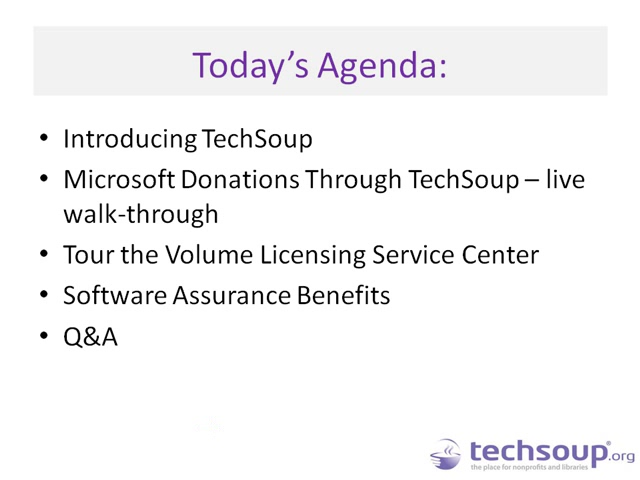 Today’s Agenda:
• Introducing TechSoup
• Microsoft Donations Through TechSoup – live
walk-through
• Tour the Volume Licensing Service Center
• Software Assurance Benefits
• Q&A
techsoup®.org
the place for nonprofits and libraries